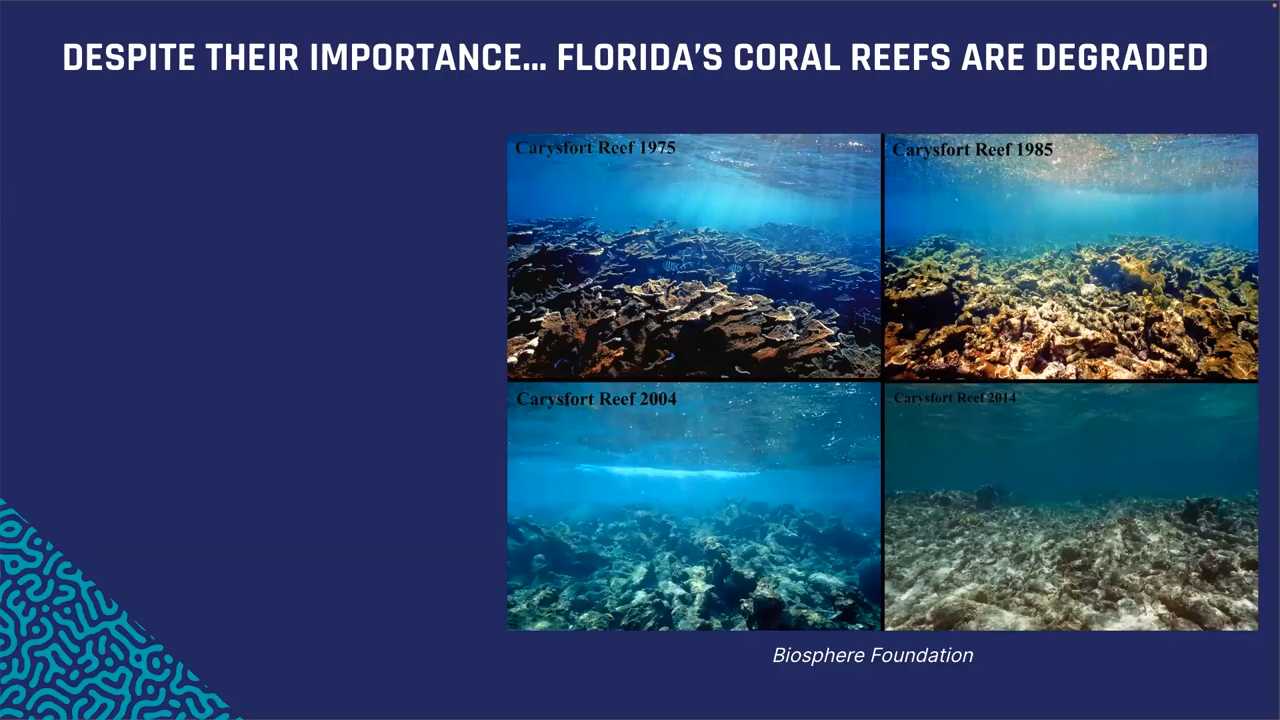 DESPITE THEIR IMPORTANCE... FLORIDA'S CORAL REEFS ARE DEGRADED
Carysfort Reef 1975
Carysfort Reef 1985
Carysfort Reef 2004
Carysfort Reef 2014
Biosphere Foundation